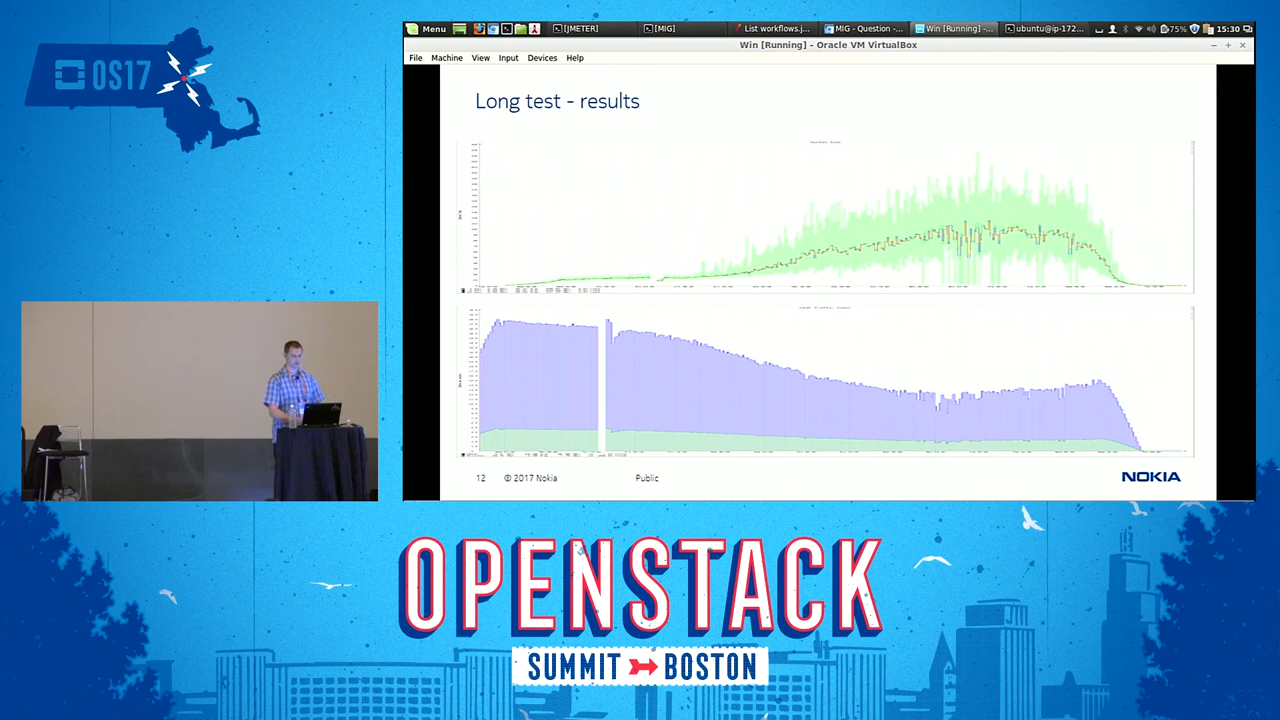 OS17
Menu
[JMETER]
[MIG]
List workflows.j...
MIG - Question -...
Win [Running] -...
ubuntu@ip-172...
75%
15:30
Win [Running] - Oracle VM VirtualBox
File Machine View Input Devices Help
Long test - results
12 © 2017 Nokia Public
NOKIA
OPENSTACK
SUMMIT BOSTON